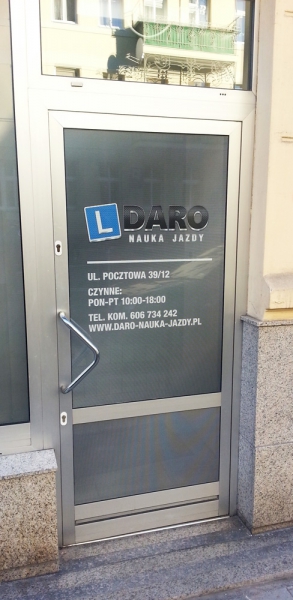 L DARO
NAUKA JAZDY
UL. POCZTOWA 39/12
CZYNNE:
PON-PT 10:00-18:00
TEL. KOM. 606 734 242
WWW.DARO-NAUKA-JAZDY.PL